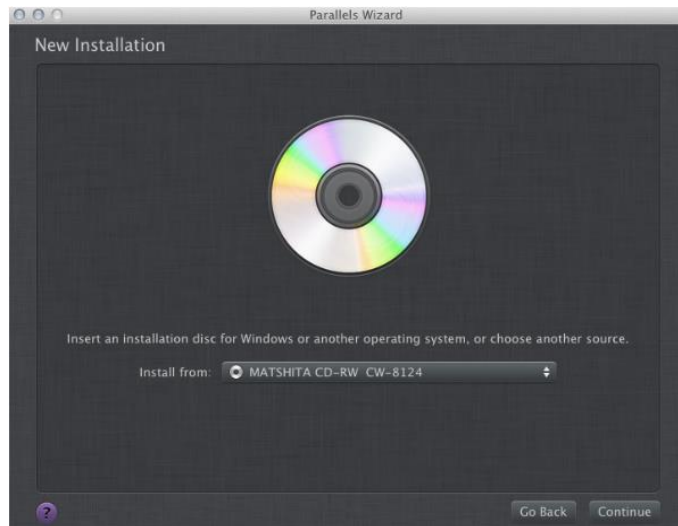 Parallels Wizard
New Installation
Insert an installation disc for Windows or another operating system, or choose another source.
Install from: MATSHITA CD-RW CW-8124
? Go Back Continue